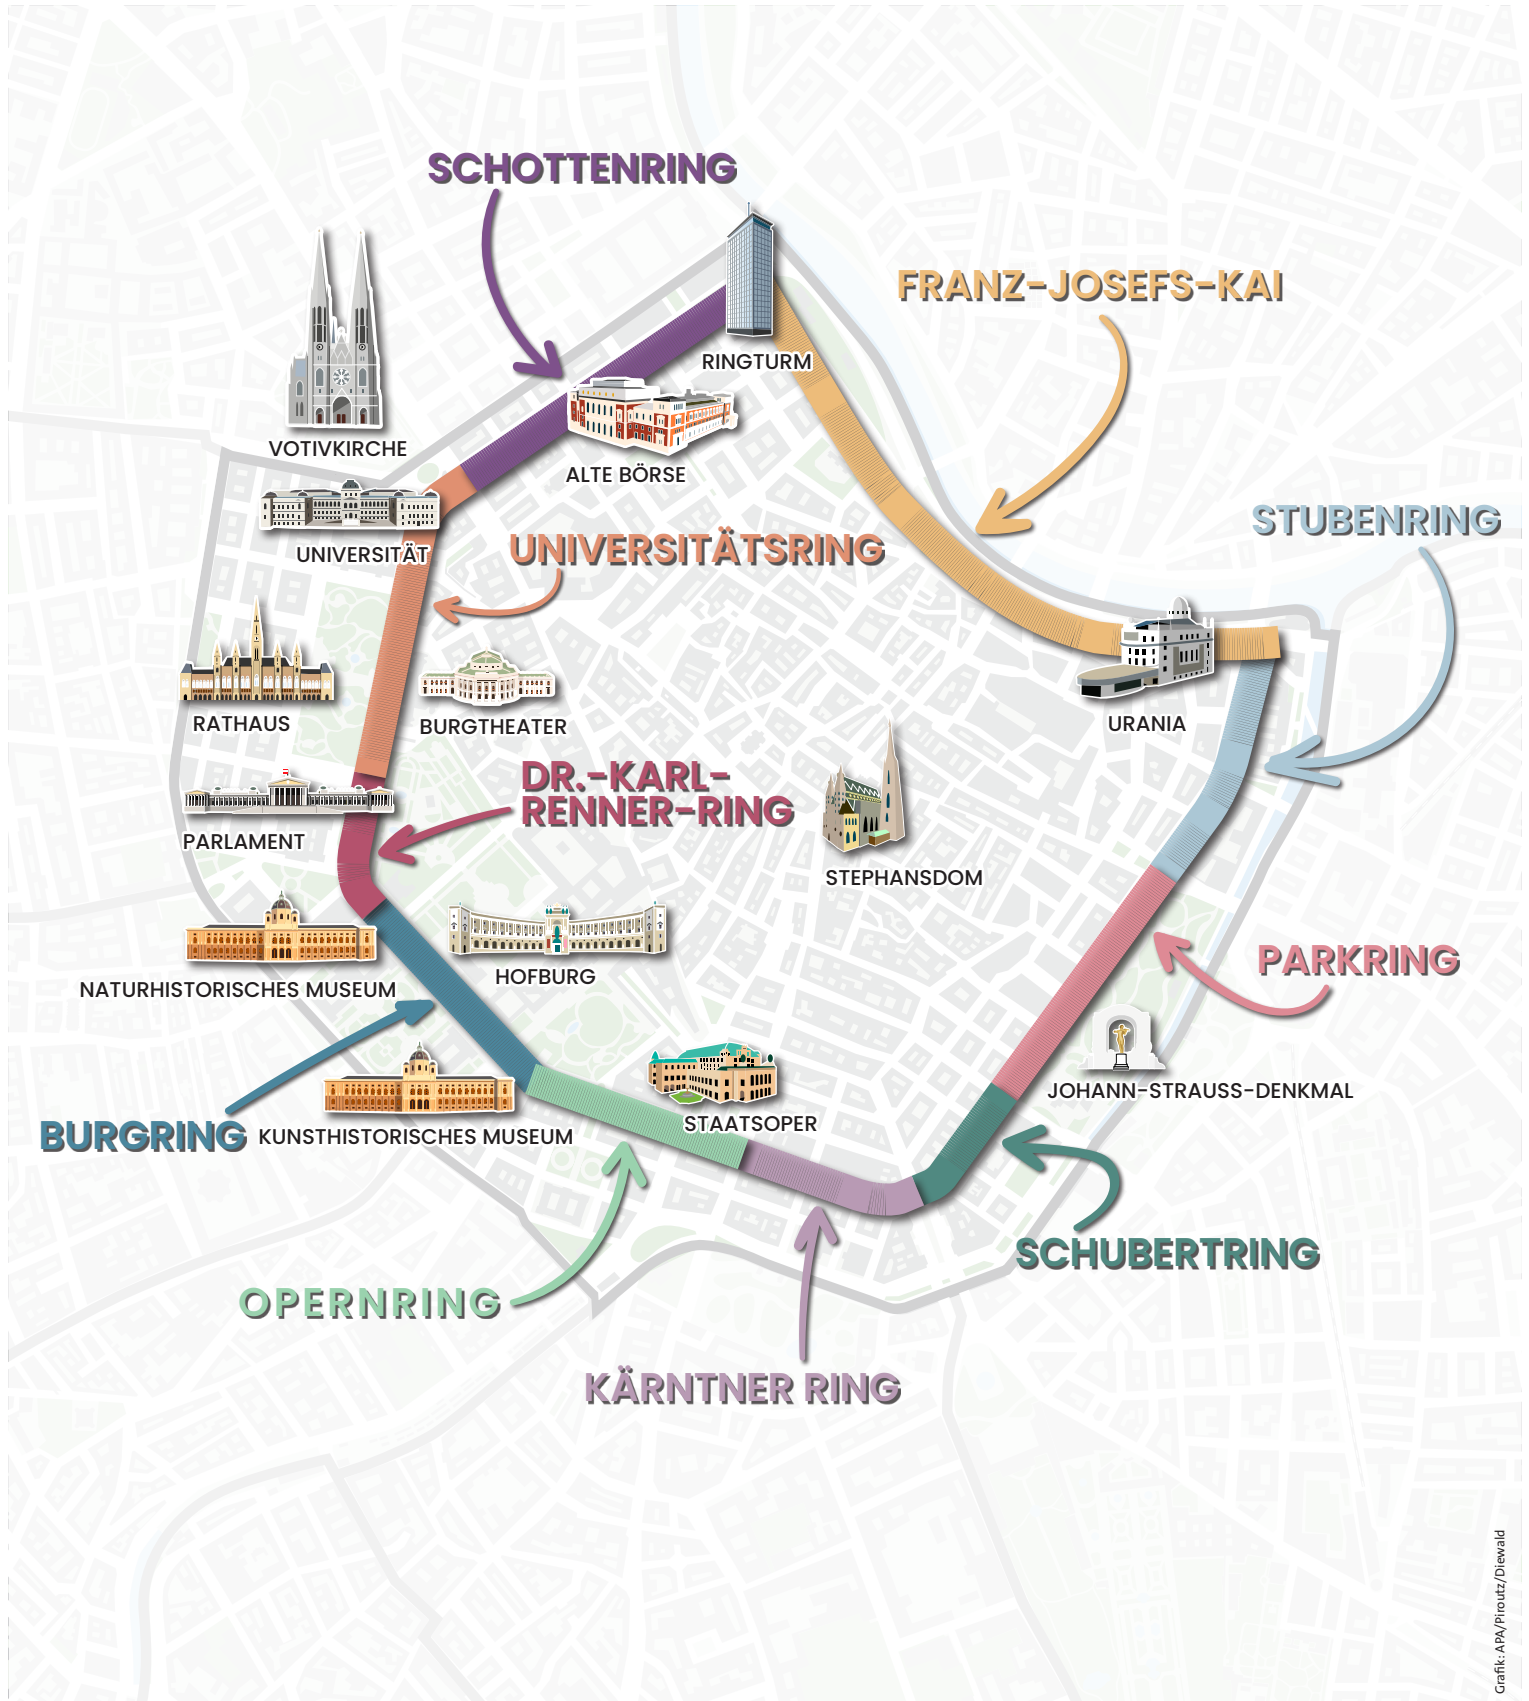 SCHOTTENRING
FRANZ-JOSEFS-KAI
RINGTURM
VOTIVKIRCHE
ALTE BÖRSE
STUBENRING
UNIVERSITÄT
UNIVERSITÄTSRING
RATHAUS
BURGTHEATER
URANIA
DR.-KARL-
RENNER-RING
PARLAMENT
STEPHANSDOM
PARKRING
HOFBURG
NATURHISTORISCHES MUSEUM
JOHANN-STRAUSS-DENKMAL
STAATSOPER
BURGRING
KUNSTHISTORISCHES MUSEUM
SCHUBERTRING
OPERNRING
KÄRNTNER RING
Grafik: APA/Piroutz/Diewald